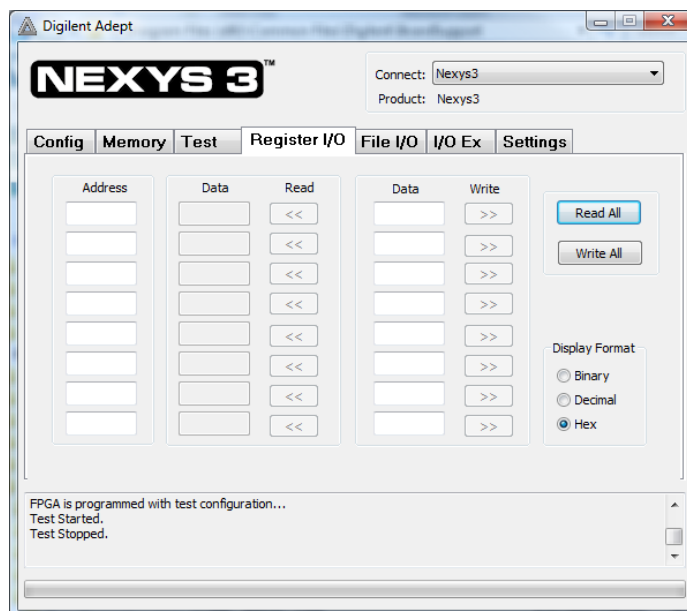 Digilent Adept
NEXYS 3™
Connect: Nexys3
Product: Nexys3
Config Memory Test Register I/O File I/O I/O Ex Settings
Address Data Read Data Write
<< >> Read All
<< >> Write All
<< >>
<< >>
<< >>
Display Format
<< >> Binary
<< >> Decimal
<< >> Hex
FPGA is programmed with test configuration...
Test Started.
Test Stopped.